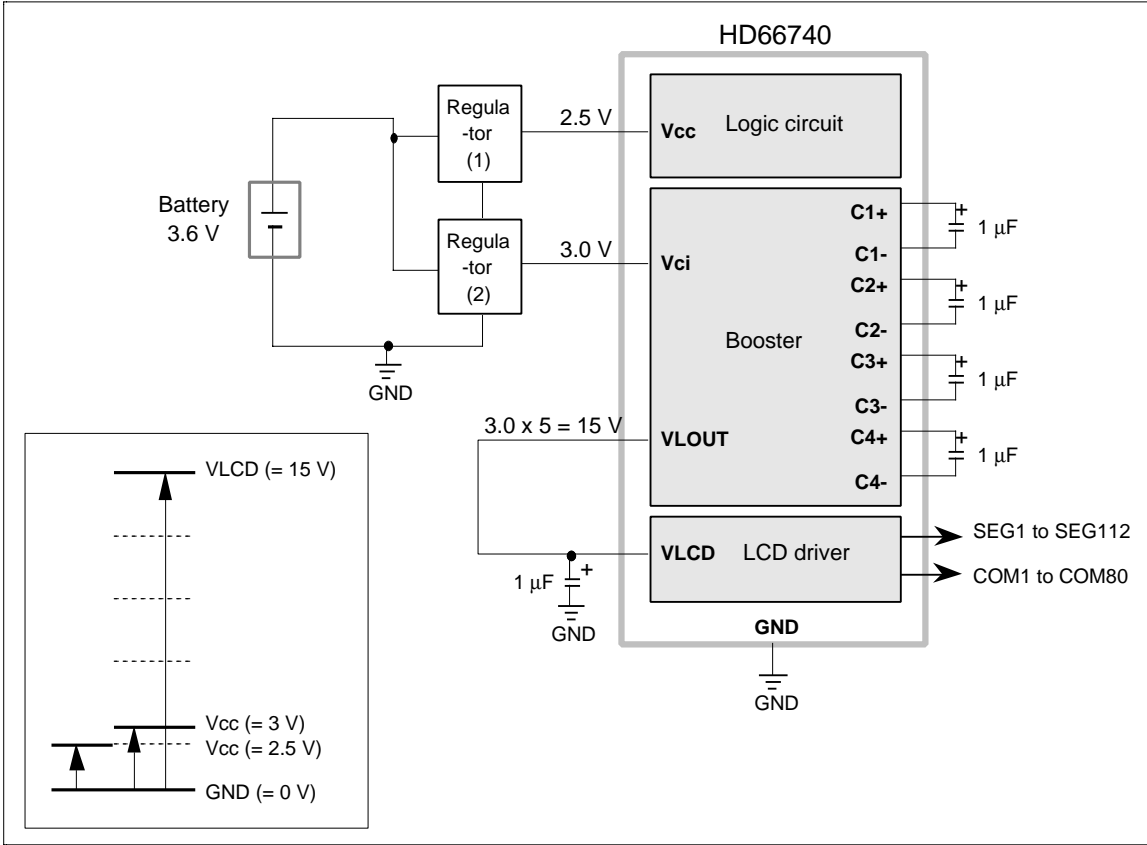 HD66740
Regula
-tor
(1)
2.5 V
Vcc
Logic circuit
Battery
3.6 V
Regula
-tor
(2)
3.0 V
Vci
Booster
C1+
C1-
+
1 μF
C2+
C2-
+
1 μF
C3+
C3-
+
1 μF
C4+
C4-
+
1 μF
GND
3.0 x 5 = 15 V
VLOUT
VLCD
LCD driver
SEG1 to SEG112
COM1 to COM80
1 μF
+
GND
GND
GND
VLCD (= 15 V)
Vcc (= 3 V)
Vcc (= 2.5 V)
GND (= 0 V)